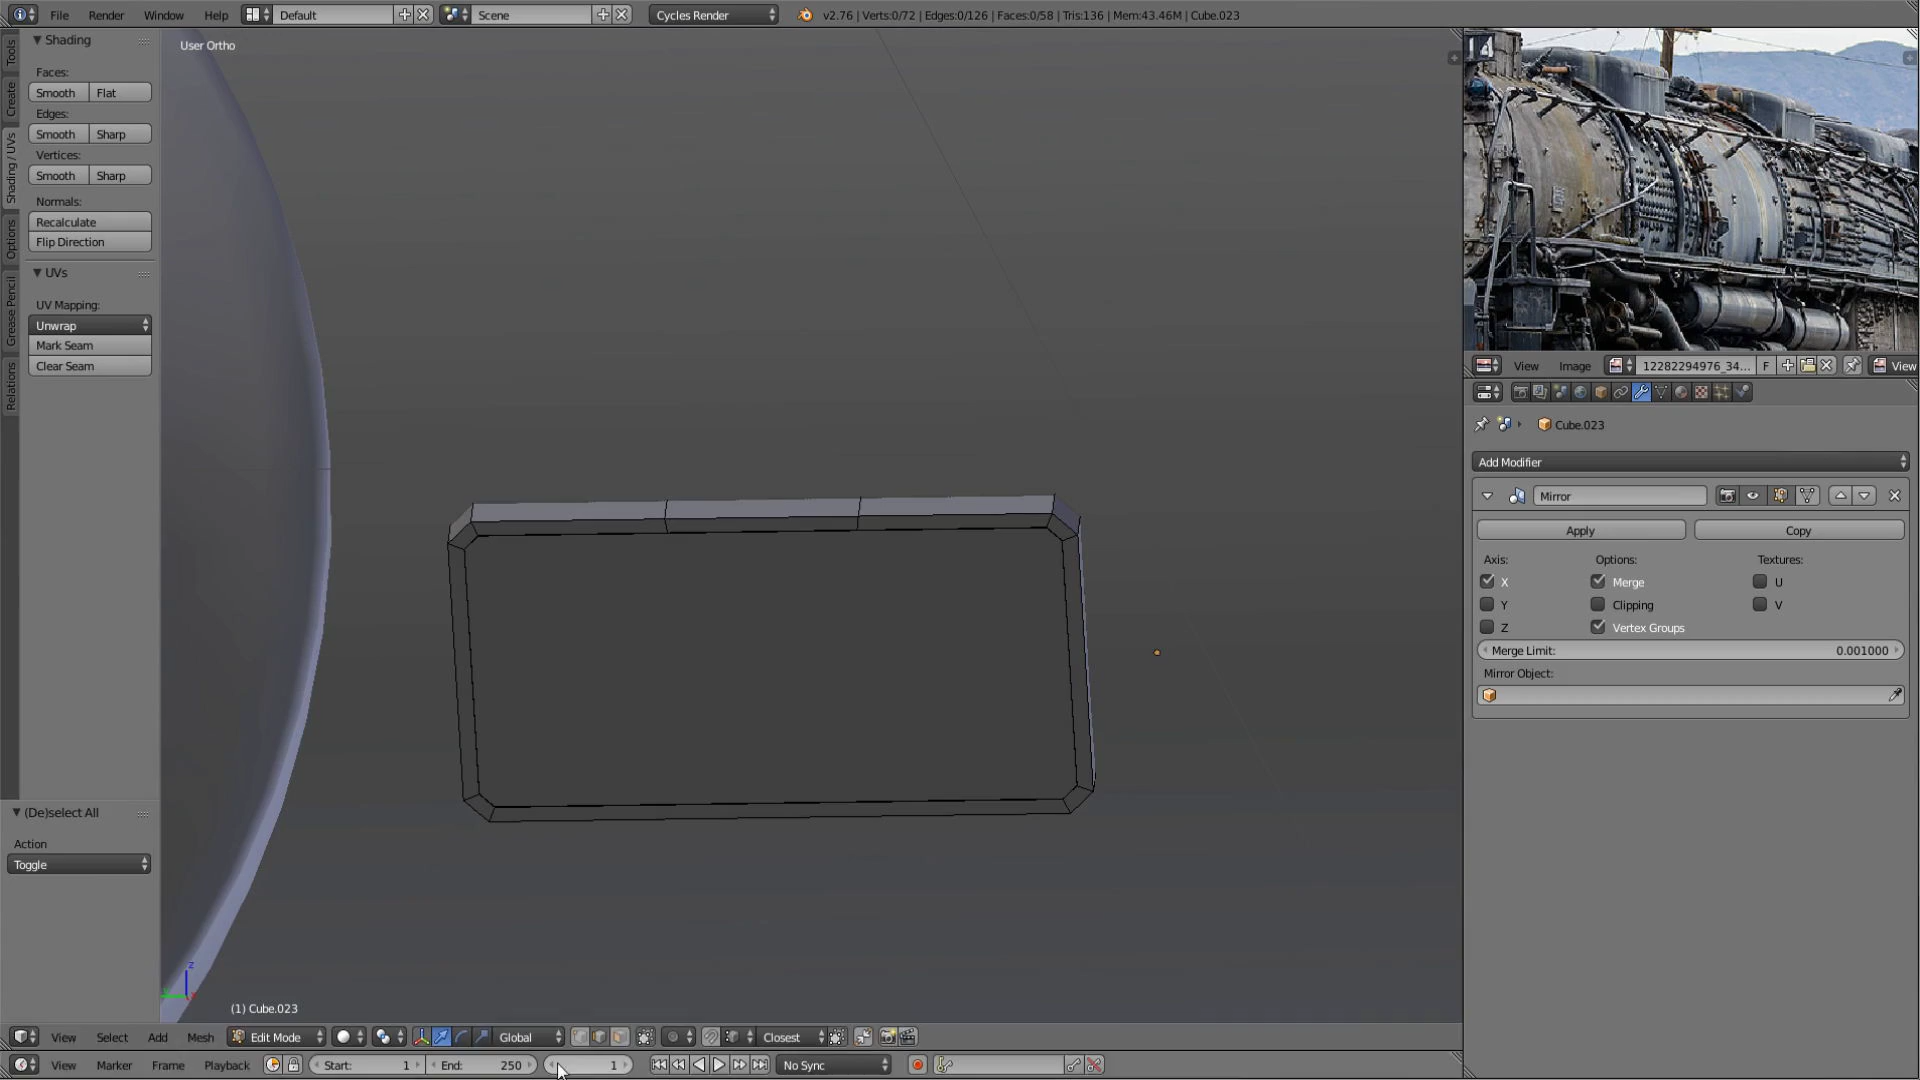 File Render Window Help Default Scene Cycles Render v2.76 | Verts:0/72 | Edges:0/126 | Faces:0/58 | Tris:136 | Mem:43.46M | Cube.023
Tools
Create
Shading / UVs
Options
Grease Pencil
Relations
Shading
Faces:
Smooth Flat
Edges:
Smooth Sharp
Vertices:
Smooth Sharp
Normals:
Recalculate
Flip Direction
UVs
UV Mapping:
Unwrap
Mark Seam
Clear Seam
(De)select All
Action
Toggle
User Ortho
z
(1) Cube.023
14
View Image 12282294976_34... F View
Cube.023
Add Modifier
Mirror
Apply Copy
Axis: Options: Textures:
X Merge U
Y Clipping V
Z Vertex Groups
Merge Limit: 0.001000
Mirror Object:
View Select Add Mesh Edit Mode Global Closest
View Marker Frame Playback Start: 1 End: 250 1 No Sync